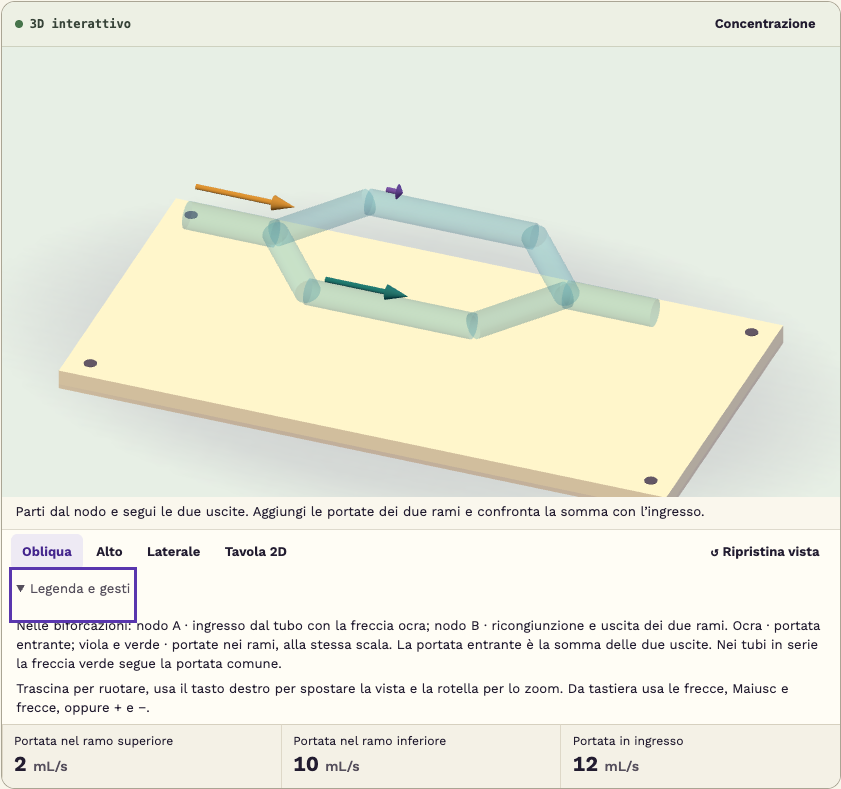 3D interattivo
Concentrazione
Parti dal nodo e segui le due uscite. Aggiungi le portate dei due rami e confronta la somma con l’ingresso.
Obliqua Alto Laterale Tavola 2D
↺ Ripristina vista
▼ Legenda e gesti
Nelle biforcazioni: nodo A · ingresso dal tubo con la freccia ocra; nodo B · ricongiunzione e uscita dei due rami. Ocra · portata
entrante; viola e verde · portate nei rami, alla stessa scala. La portata entrante è la somma delle due uscite. Nei tubi in serie
la freccia verde segue la portata comune.
Trascina per ruotare, usa il tasto destro per spostare la vista e la rotella per lo zoom. Da tastiera usa le frecce, Maiusc e
frecce, oppure + e −.
Portata nel ramo superiore
2 mL/s
Portata nel ramo inferiore
10 mL/s
Portata in ingresso
12 mL/s